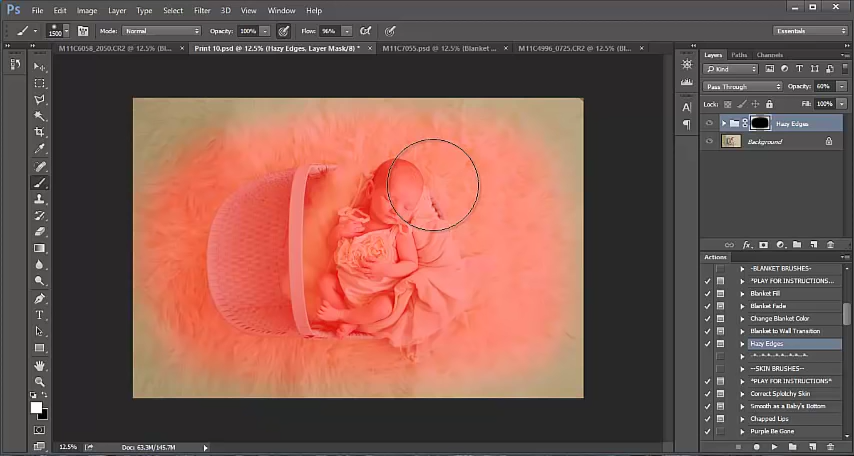 Ps File Edit Image Layer Type Select Filter 3D View Window Help
1500 Mode: Normal Opacity: 100% Flow: 96% Essentials
M11C6058_2050.CR2 @ 12.5% (Bl... × Print 10.psd @ 12.5% (Hazy Edges, Layer Mask/8) * × M11C7055.psd @ 12.5% (Blanket ... × M11C4996_0725.CR2 @ 12.5% (Bl... ×
Layers Paths Channels
Kind
Pass Through Opacity: 60%
Lock: Fill: 100%
Hazy Edges
Background
Actions
-BLANKET BRUSHES-
*PLAY FOR INSTRUCTIONS...
Blanket Fill
Blanket Fade
Change Blanket Color
Blanket to Wall Transition
Hazy Edges
-*-*-*-*-*-*-*-*-
--SKIN BRUSHES--
*PLAY FOR INSTRUCTIONS*
Correct Splotchy Skin
Smooth as a Baby's Bottom
Chapped Lips
Purple Be Gone
12.5% Doc: 63.3M/145.7M